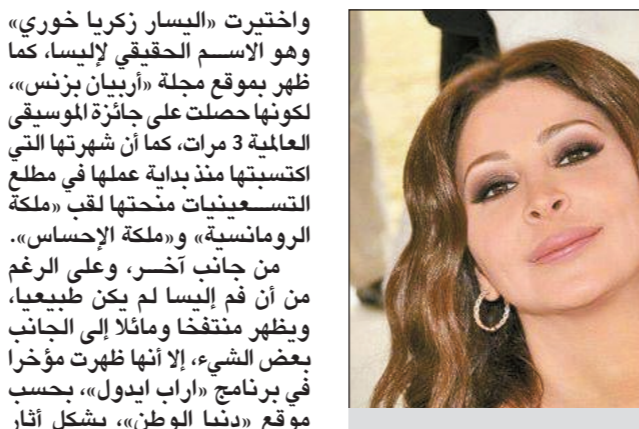 واختيرت «اليسار زكريا خوري»
وهو الاسـم الحقيقي لإليسا، كما
ظهر بموقع مجلة «أربيان بزنس»،
لكونها حصلت على جائزة الموسيقى
العالمية 3 مرات، كما أن شهرتها التي
اكتسبتها منذ بداية عملها في مطلع
التسـعينيات منحتها لقب «ملكة
الرومانسية» و«ملكة الإحساس».
من جانب آخـر، وعلى الرغم
من أن فم إليسا لم يكن طبيعيا،
ويظهر منتفخا ومائلا إلى الجانب
بعض الشيء، إلا أنها ظهرت مؤخرا
في برنامج «اراب ايدول»، بحسب
موقع «دنيا الوطن»، بشكل أثار